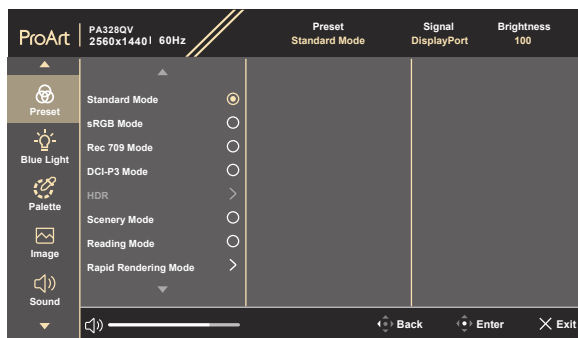 ProArt
PA328QV
2560x1440 60Hz
Preset
Standard Mode
Signal
DisplayPort
Brightness
100
Preset
Blue Light
Palette
Image
Sound
Standard Mode
sRGB Mode
Rec 709 Mode
DCI-P3 Mode
HDR
Scenery Mode
Reading Mode
Rapid Rendering Mode
Back
Enter
Exit